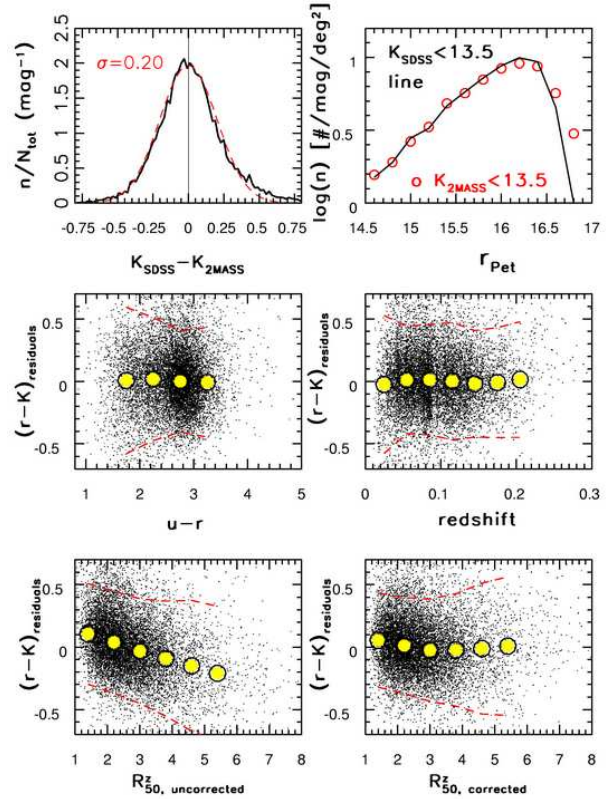 n/N_tot (mag⁻¹)
2.5
2
1.5
1
0.5
0
σ=0.20
-0.75 -0.50 -0.25 0 0.25 0.50 0.75
K_SDSS−K_2MASS
log(n) [#/mag/deg²]
1
0.5
0
K_SDSS<13.5
line
o K_2MASS<13.5
14.5 15 15.5 16 16.5 17
r_Pet
(r−K)_residuals
0.5
0
-0.5
1 2 3 4 5
u−r
(r−K)_residuals
0.5
0
-0.5
0 0.1 0.2 0.3
redshift
(r−K)_residuals
0.5
0
-0.5
1 2 3 4 5 6 7 8
R^z_50, uncorrected
(r−K)_residuals
0.5
0
-0.5
1 2 3 4 5 6 7 8
R^z_50, corrected